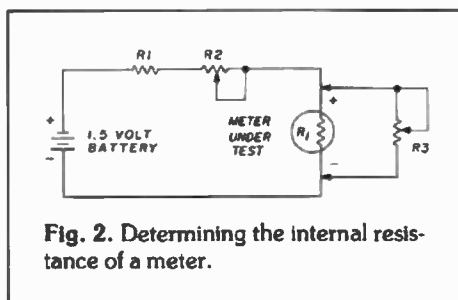 R1
R2
+
1.5 VOLT
BATTERY
-
METER
UNDER
TEST
+
Ri
-
R3
Fig. 2. Determining the internal resis-
tance of a meter.